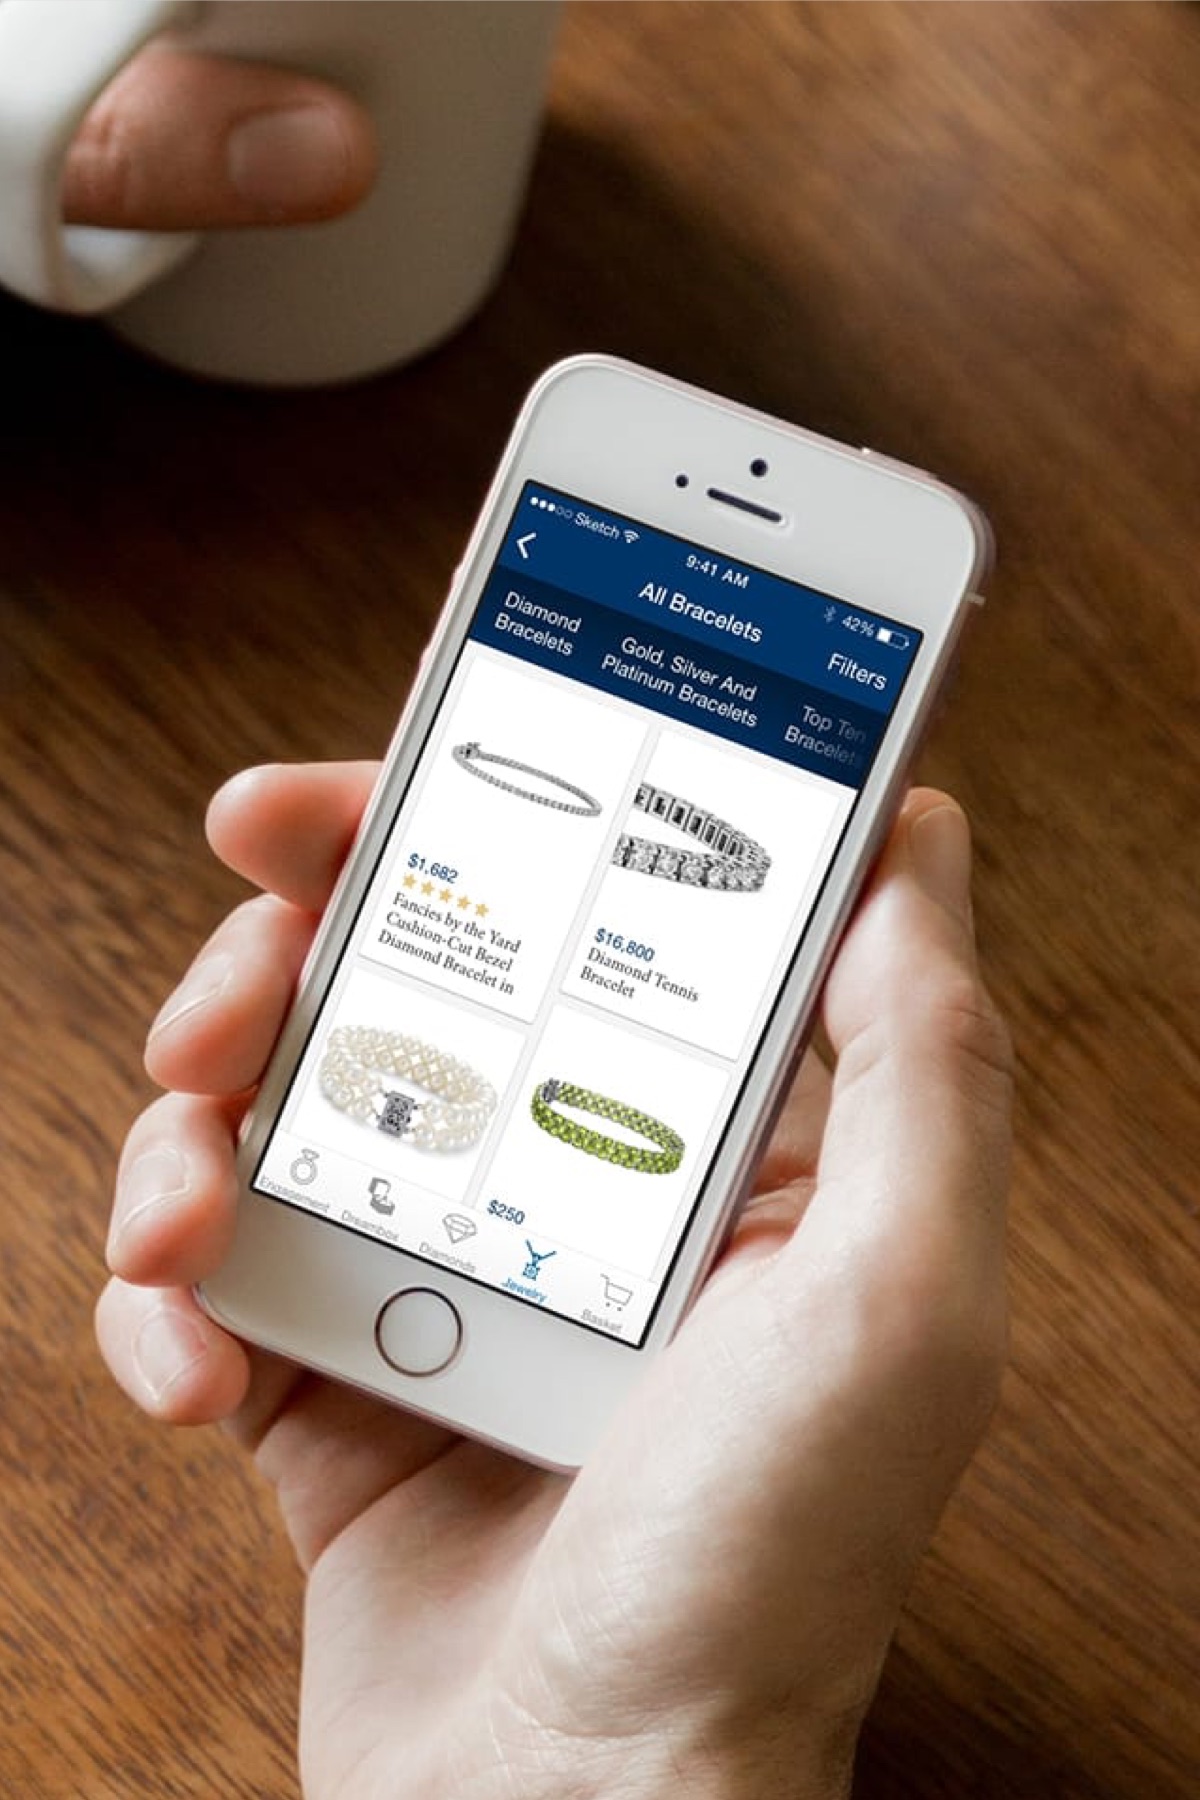 Sketch
9:41 AM
42%
All Bracelets
Filters
Diamond
Bracelets
Gold, Silver And
Platinum Bracelets
Top Ten
Bracelets
$1,682
Fancies by the Yard
Cushion-Cut Bezel
Diamond Bracelet in
$16,800
Diamond Tennis
Bracelet
$250
Engagement
Dreambox
Diamonds
Jewelry
Basket